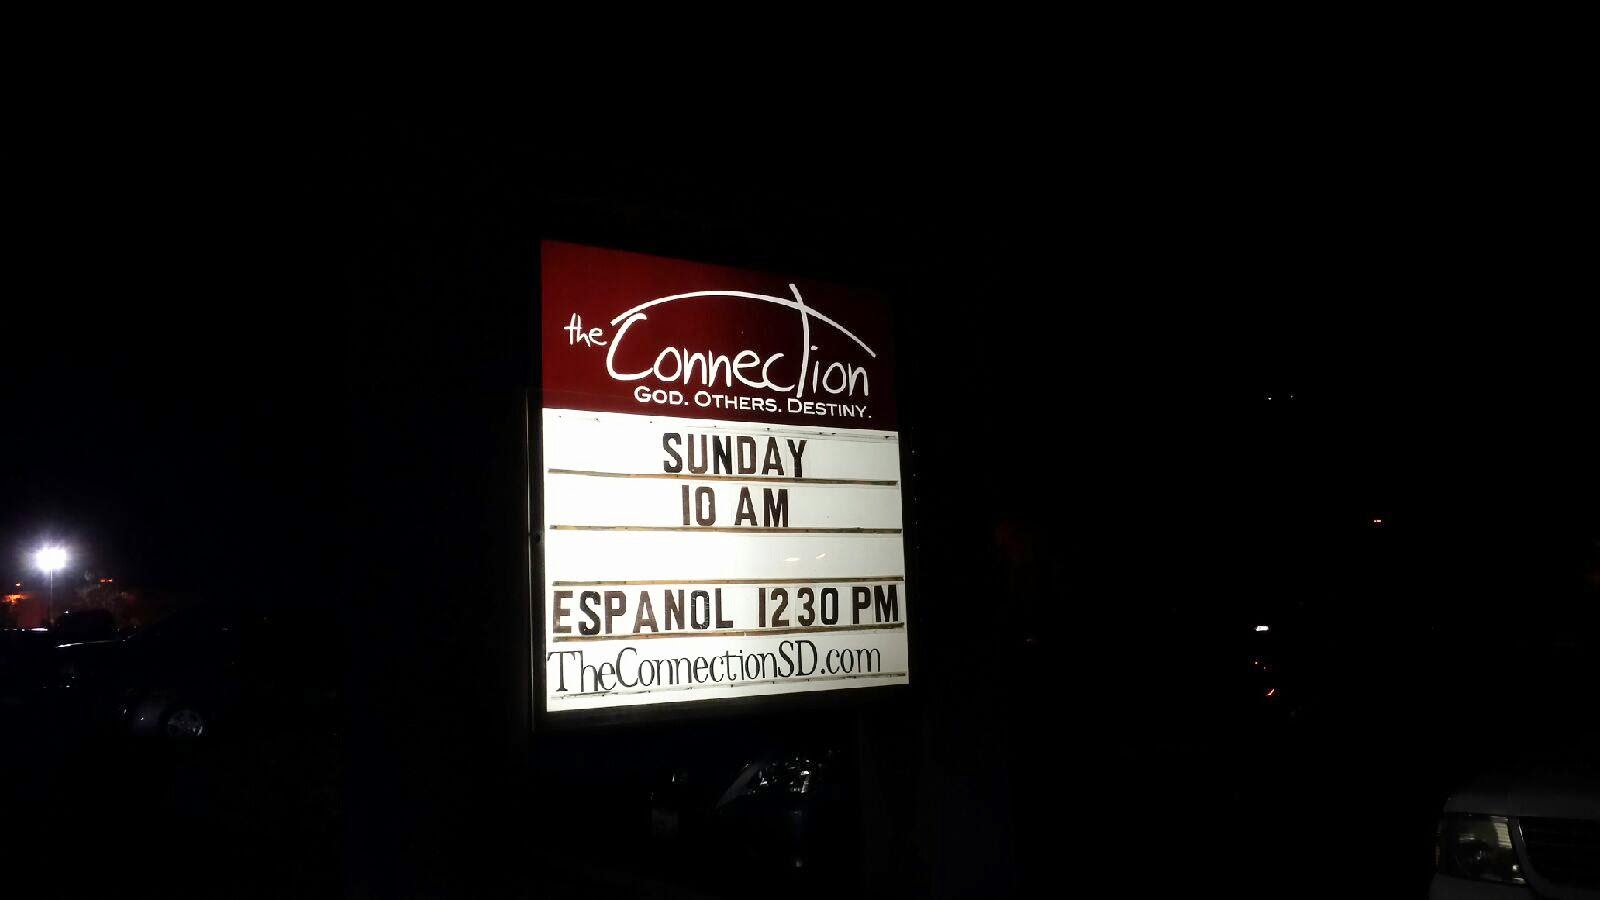 the Connection
GOD. OTHERS. DESTINY.
SUNDAY
10 AM
ESPANOL 1230 PM
TheConnectionSD.com